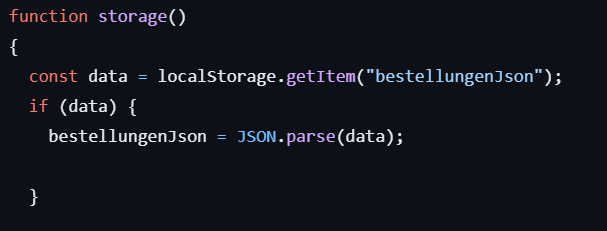 function storage()
{
  const data = localStorage.getItem("bestellungenJson");
  if (data) {
    bestellungenJson = JSON.parse(data);

  }